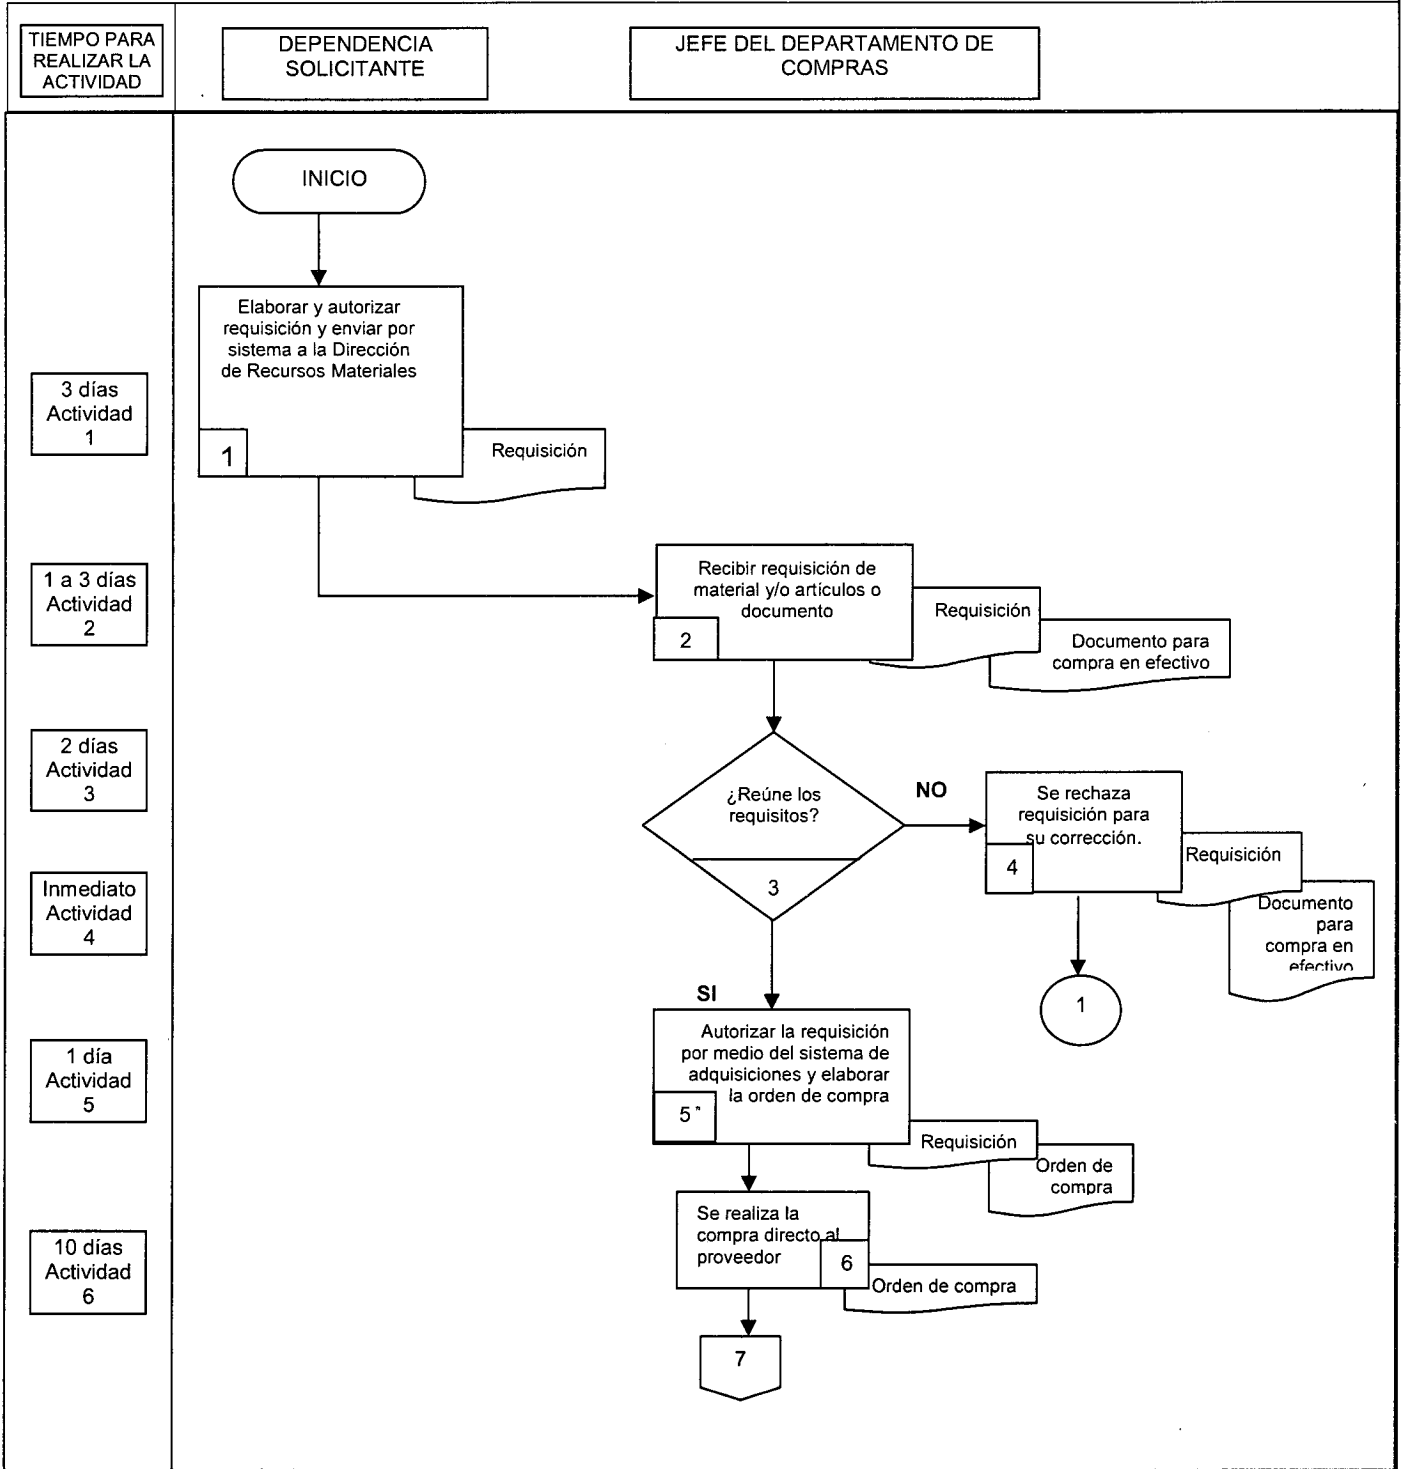 TIEMPO PARA
REALIZAR LA
ACTIVIDAD
DEPENDENCIA
SOLICITANTE
JEFE DEL DEPARTAMENTO DE
COMPRAS
INICIO
Elaborar y autorizar
requisición y enviar por
sistema a la Dirección
de Recursos Materiales
1
Requisición
3 días
Actividad
1
1 a 3 días
Actividad
2
Recibir requisición de
material y/o artículos o
documento
2
Requisición
Documento para
compra en efectivo
2 días
Actividad
3
¿Reúne los
requisitos?
3
NO
Se rechaza
requisición para
su corrección.
4
Requisición
Documento
para
compra en
efectivo
1
Inmediato
Actividad
4
SI
Autorizar la requisición
por medio del sistema de
adquisiciones y elaborar
la orden de compra
5
Requisición
Orden de
compra
1 día
Actividad
5
Se realiza la
compra directo al
proveedor
6
Orden de compra
10 días
Actividad
6
7